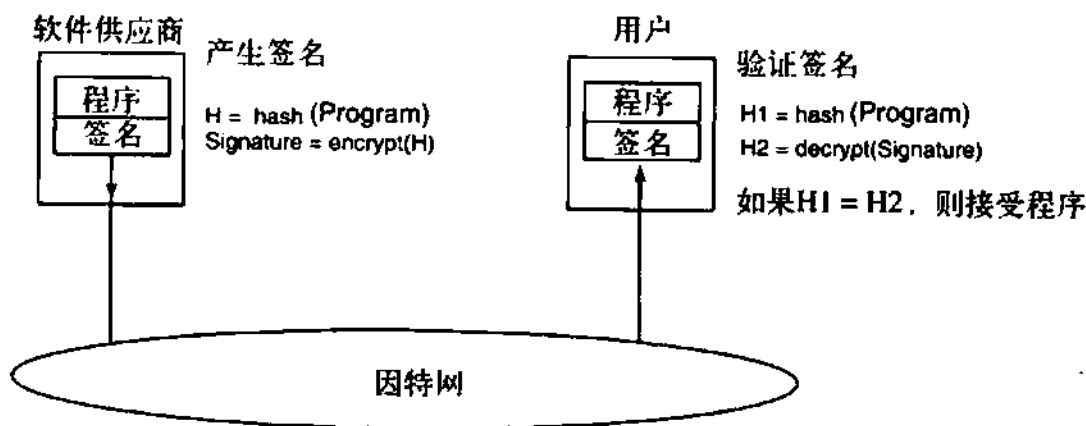 软件供应商
产生签名
程序
签名
H = hash (Program)
Signature = encrypt(H)
用户
验证签名
程序
签名
H1 = hash (Program)
H2 = decrypt(Signature)
如果H1 = H2，则接受程序
因特网